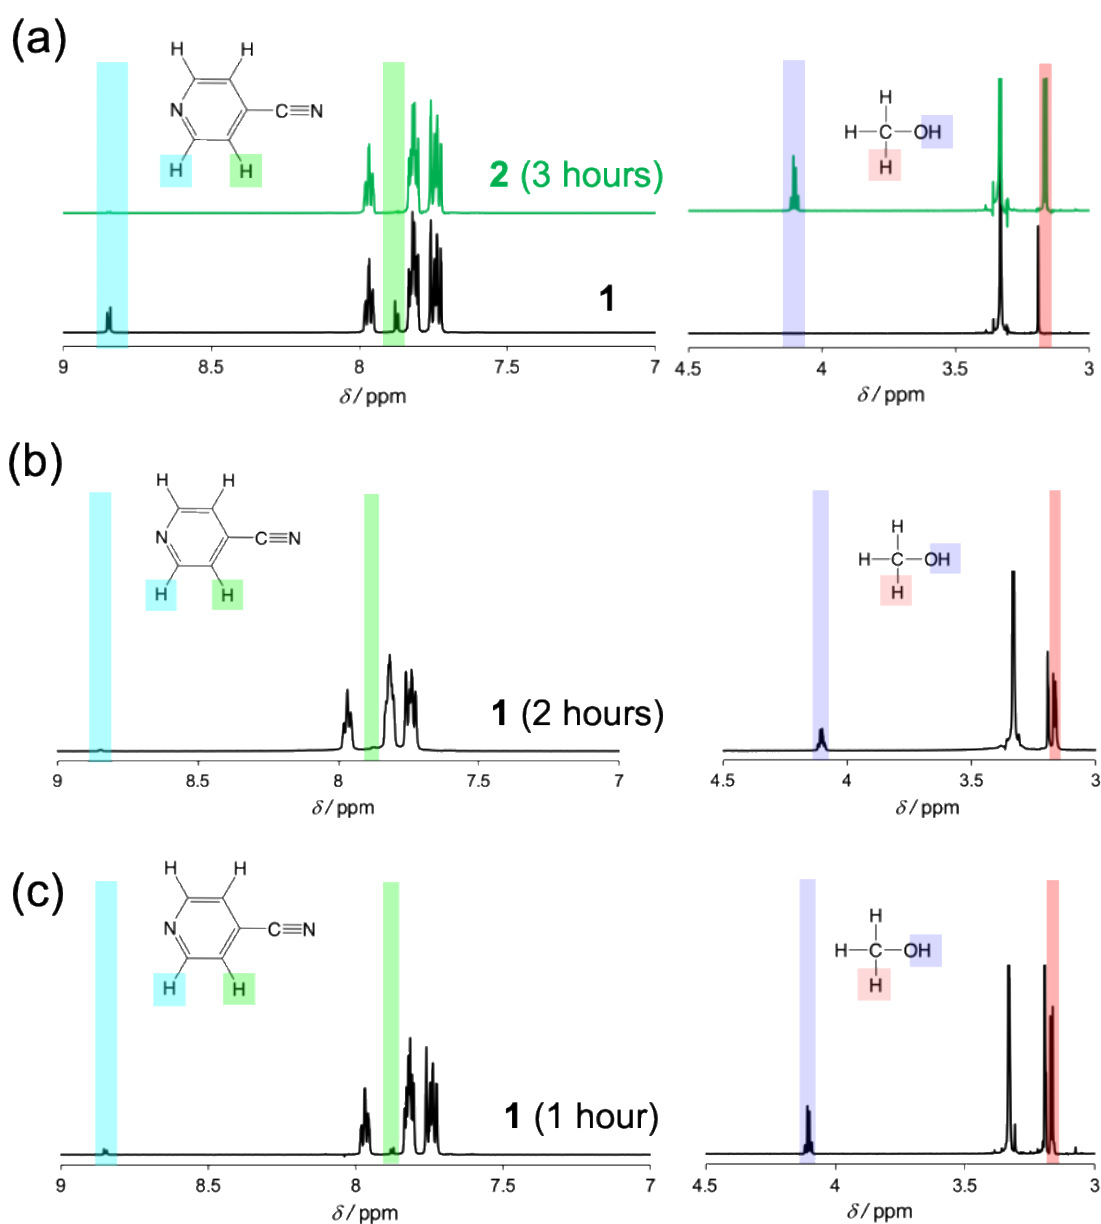 (a)
H H
N C≡N
H H
2 (3 hours)
1
9 8.5 8 7.5 7
δ / ppm
H
H C OH
H
4.5 4 3.5 3
δ / ppm
(b)
H H
N C≡N
H H
1 (2 hours)
9 8.5 8 7.5 7
δ / ppm
H
H C OH
H
4.5 4 3.5 3
δ / ppm
(c)
H H
N C≡N
H H
1 (1 hour)
9 8.5 8 7.5 7
δ / ppm
H
H C OH
H
4.5 4 3.5 3
δ / ppm